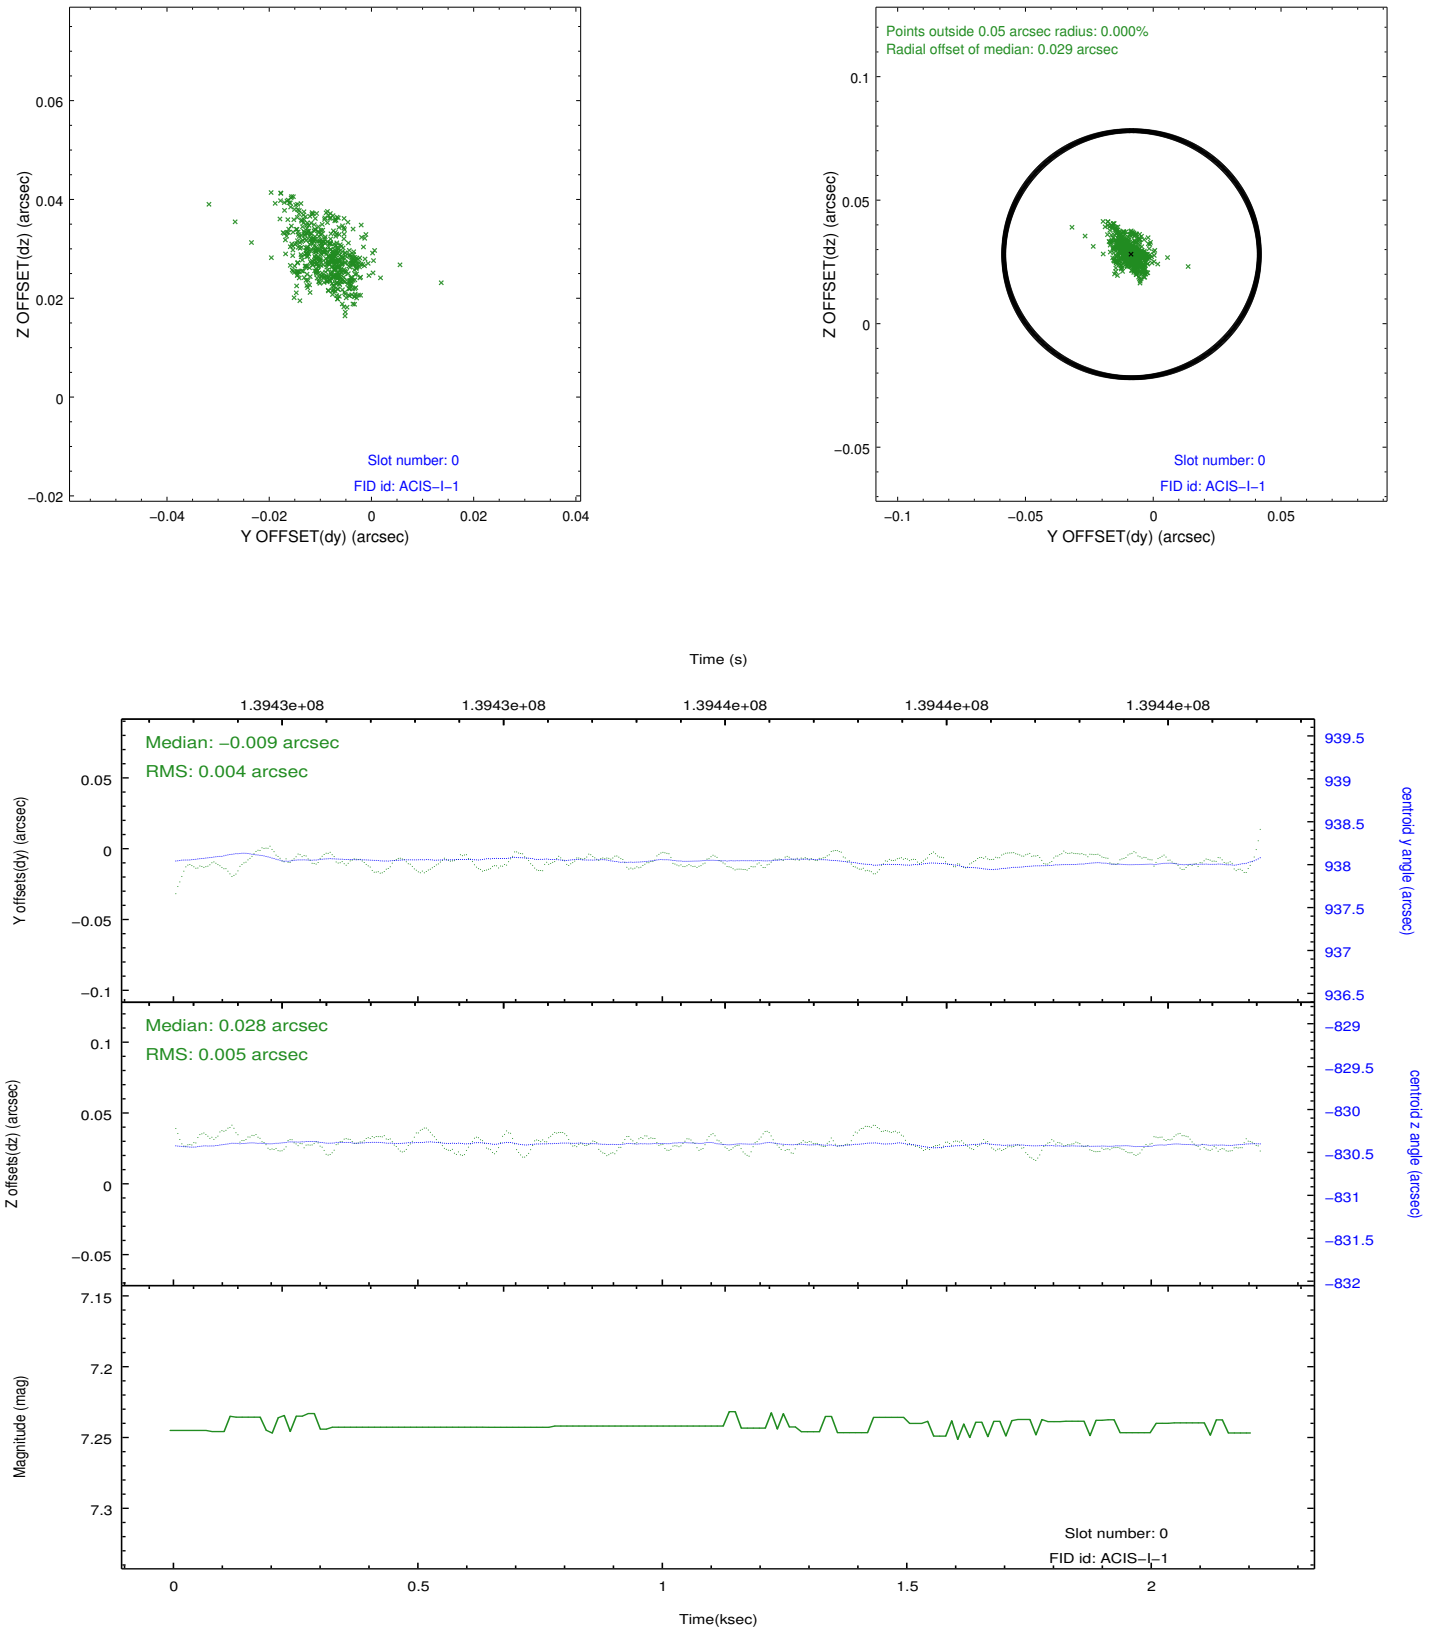 0.06
0.04
0.02
0
−0.02
Z OFFSET(dz) (arcsec)
Slot number: 0
FID id: ACIS−I−1
−0.04
−0.02
0
0.02
0.04
Y OFFSET(dy) (arcsec)
Points outside 0.05 arcsec radius: 0.000%
Radial offset of median: 0.029 arcsec
0.1
0.05
0
−0.05
Z OFFSET(dz) (arcsec)
Slot number: 0
FID id: ACIS−I−1
−0.1
−0.05
0
0.05
Y OFFSET(dy) (arcsec)
Time (s)
1.3943e+08
1.3943e+08
1.3944e+08
1.3944e+08
1.3944e+08
Median: −0.009 arcsec
RMS: 0.004 arcsec
0.05
0
−0.05
−0.1
Y offsets(dy) (arcsec)
939.5
939
938.5
938
937.5
937
936.5
centroid y angle (arcsec)
Median: 0.028 arcsec
RMS: 0.005 arcsec
0.1
0.05
0
−0.05
Z offsets(dz) (arcsec)
−829
−829.5
−830
−830.5
−831
−831.5
−832
centroid z angle (arcsec)
7.15
7.2
7.25
7.3
Magnitude (mag)
Slot number: 0
FID id: ACIS−I−1
0
0.5
1
1.5
2
Time(ksec)